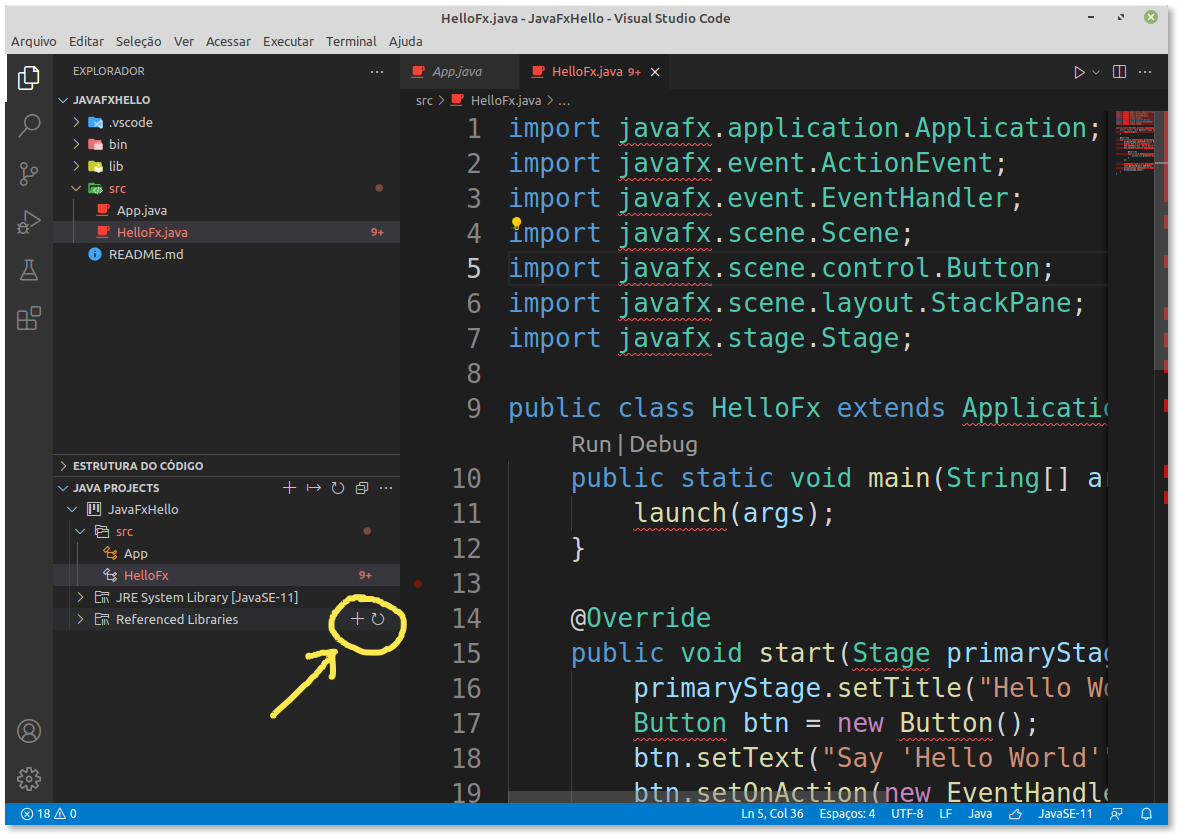 HelloFx.java - JavaFxHello - Visual Studio Code
Arquivo Editar Seleção Ver Acessar Executar Terminal Ajuda
EXPLORADOR
JAVAFXHELLO
.vscode
bin
lib
src
App.java
HelloFx.java 9+
README.md
ESTRUTURA DO CÓDIGO
JAVA PROJECTS
JavaFxHello
src
App
HelloFx 9+
JRE System Library [JavaSE-11]
Referenced Libraries
App.java HelloFx.java 9+
src > HelloFx.java > ...
1 import javafx.application.Application;
2 import javafx.event.ActionEvent;
3 import javafx.event.EventHandler;
4 import javafx.scene.Scene;
5 import javafx.scene.control.Button;
6 import javafx.scene.layout.StackPane;
7 import javafx.stage.Stage;
8
9 public class HelloFx extends Applicatio
Run | Debug
10 public static void main(String[] ar
11 launch(args);
12 }
13
14 @Override
15 public void start(Stage primaryStag
16 primaryStage.setTitle("Hello Wo
17 Button btn = new Button();
18 btn.setText("Say 'Hello World'"
19 btn.setOnAction(new EventHandle
18 0 Ln 5, Col 36 Espaços: 4 UTF-8 LF Java JavaSE-11